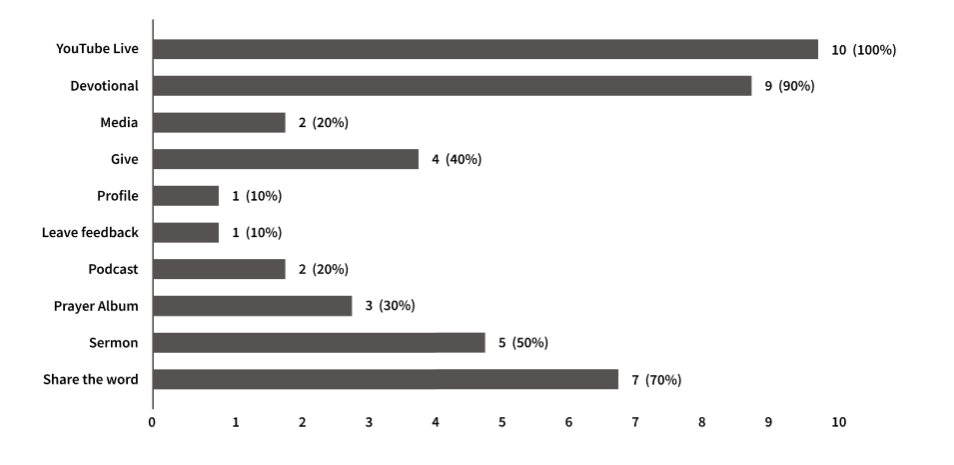 YouTube Live 10 (100%)
Devotional 9 (90%)
Media 2 (20%)
Give 4 (40%)
Profile 1 (10%)
Leave feedback 1 (10%)
Podcast 2 (20%)
Prayer Album 3 (30%)
Sermon 5 (50%)
Share the word 7 (70%)
0 1 2 3 4 5 6 7 8 9 10